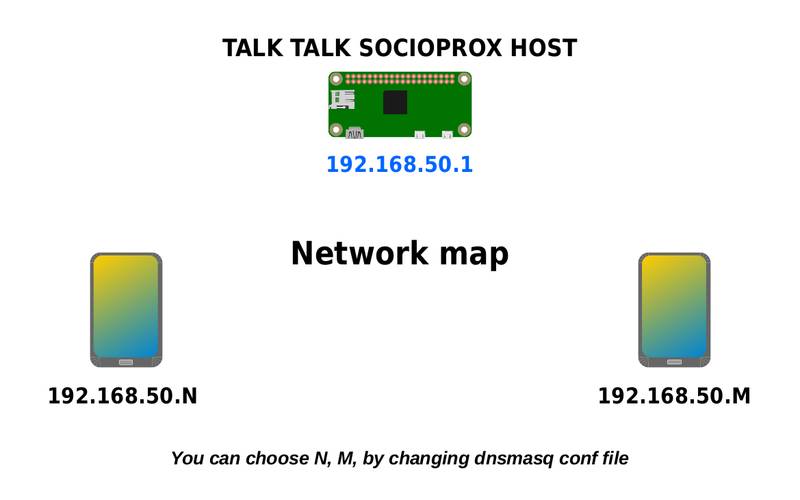 TALK TALK SOCIOPROX HOST
192.168.50.1
Network map
192.168.50.N
192.168.50.M
You can choose N, M, by changing dnsmasq conf file